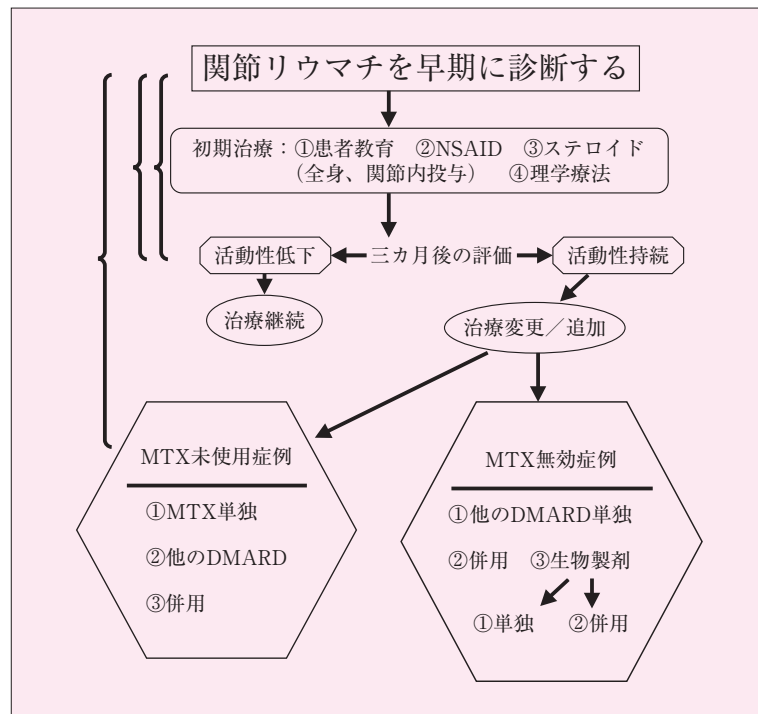 関節リウマチを早期に診断する
初期治療：①患者教育 ②NSAID ③ステロイド
（全身、関節内投与） ④理学療法
活動性低下 三カ月後の評価 活動性持続
治療継続
治療変更／追加
MTX未使用症例
①MTX単独
②他のDMARD
③併用
MTX無効症例
①他のDMARD単独
②併用 ③生物製剤
①単独 ②併用